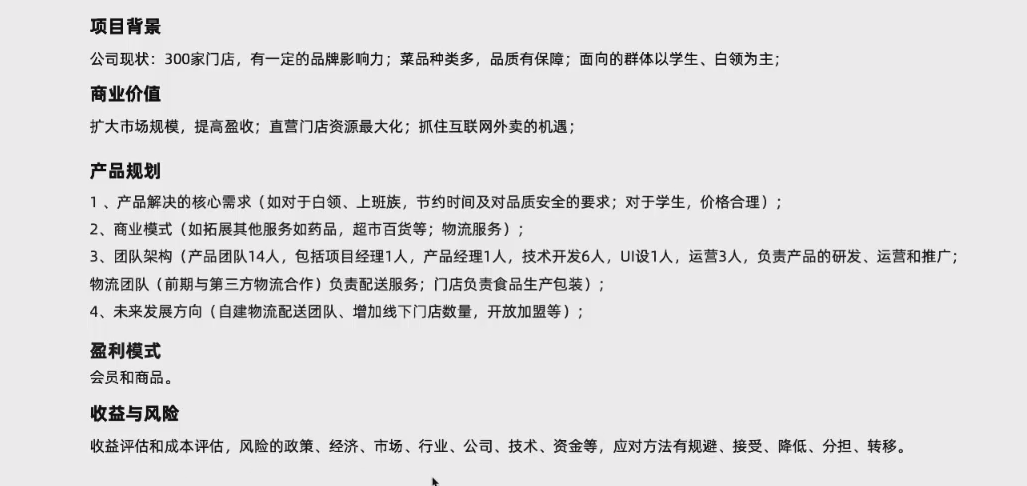 项目背景
公司现状：300家门店，有一定的品牌影响力；菜品种类多，品质有保障；面向的群体以学生、白领为主；
商业价值
扩大市场规模，提高盈收；直营门店资源最大化；抓住互联网外卖的机遇；
产品规划
1 、产品解决的核心需求（如对于白领、上班族，节约时间及对品质安全的要求；对于学生，价格合理）；
2、商业模式（如拓展其他服务如药品，超市百货等；物流服务）；
3、团队架构（产品团队14人，包括项目经理1人，产品经理1人，技术开发6人，UI设1人，运营3人，负责产品的研发、运营和推广；
物流团队（前期与第三方物流合作）负责配送服务；门店负责食品生产包装）；
4、未来发展方向（自建物流配送团队、增加线下门店数量，开放加盟等）；
盈利模式
会员和商品。
收益与风险
收益评估和成本评估，风险的政策、经济、市场、行业、公司、技术、资金等，应对方法有规避、接受、降低、分担、转移。